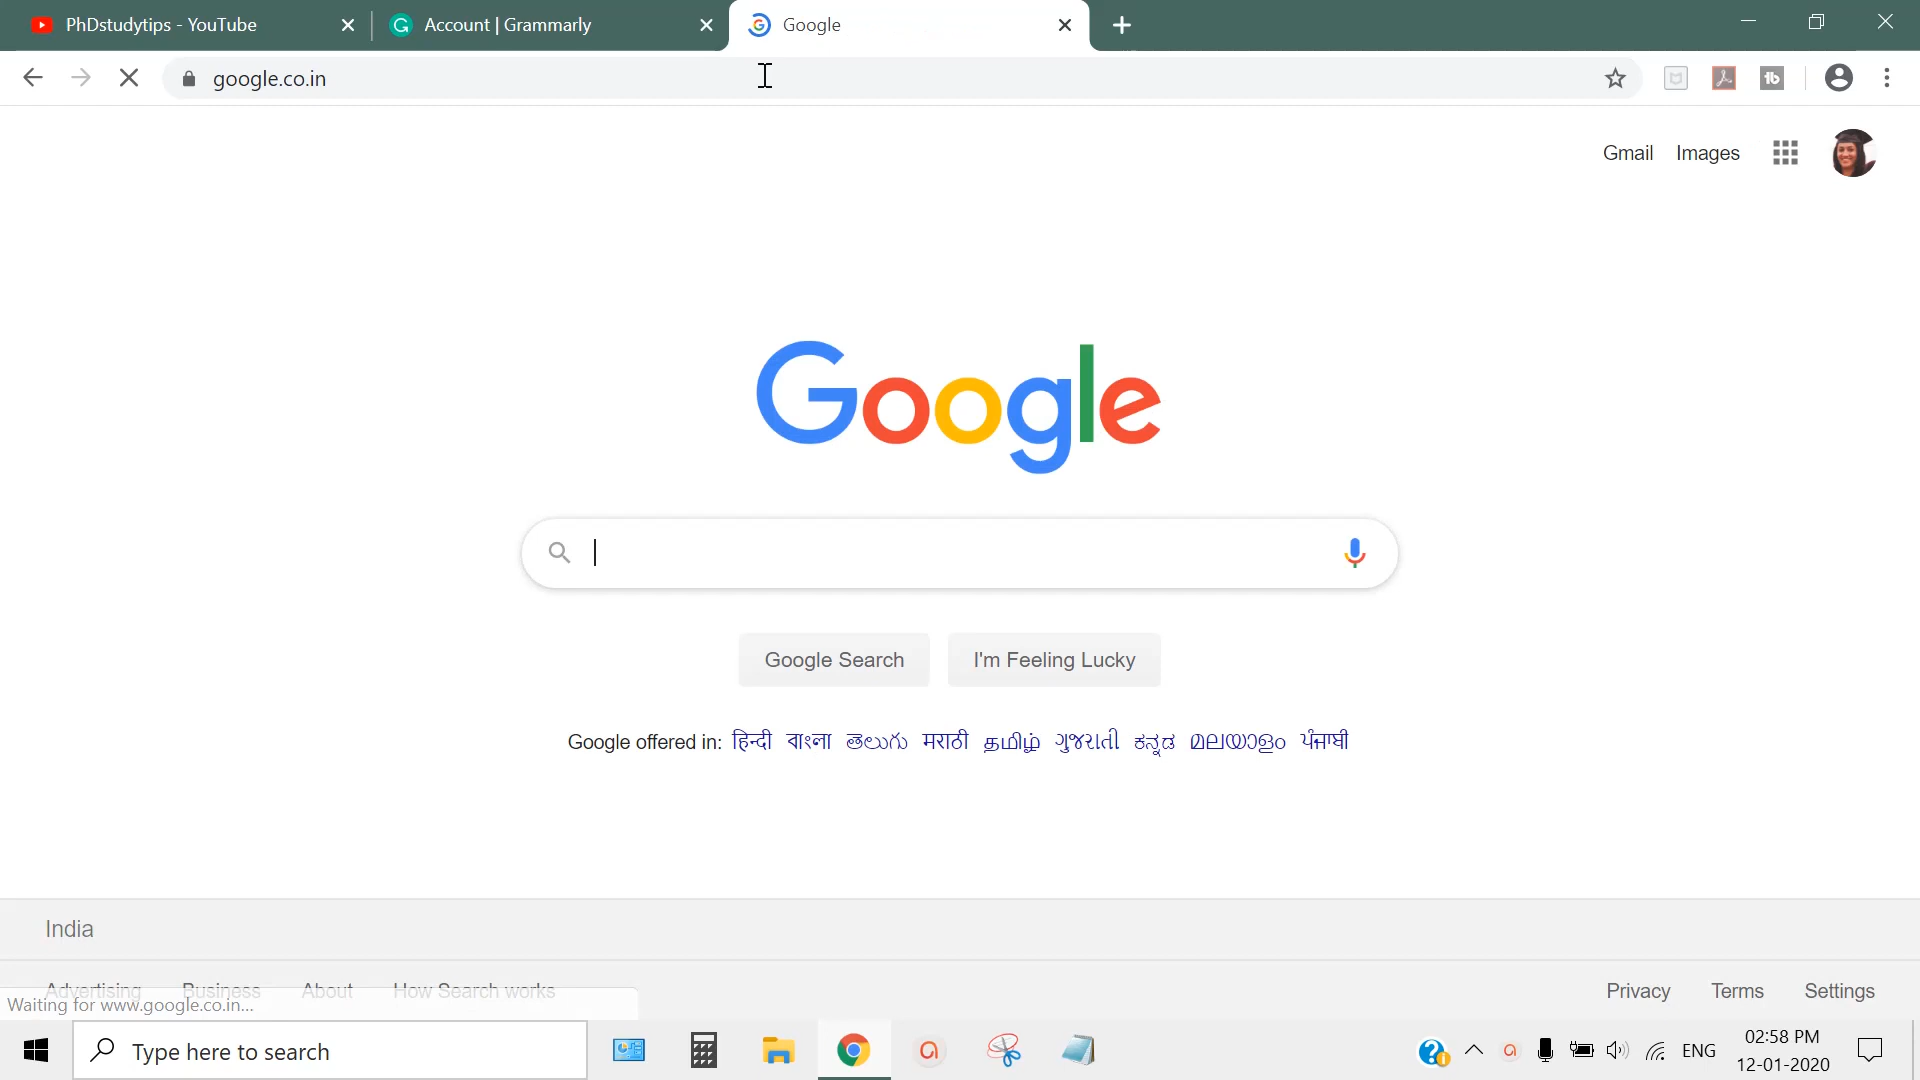 PhDstudytips - YouTube
Account | Grammarly
Google
google.co.in
Gmail Images
Google
Google Search I'm Feeling Lucky
Google offered in: हिन्दी বাংলা తెలుగు मराठी தமிழ் ગુજરાતી ಕನ್ನಡ മലയാളം ਪੰਜਾਬੀ
India
Advertising Business About How Search works
Privacy Terms Settings
Waiting for www.google.co.in...
Type here to search
ENG
02:58 PM
12-01-2020